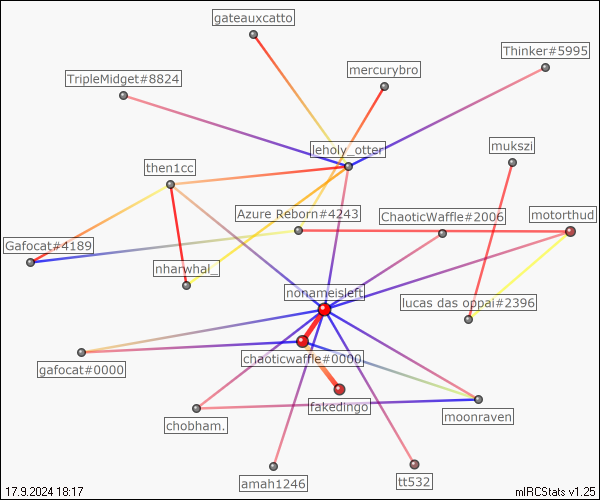 gateauxcatto
Thinker#5995
mercurybro
TripleMidget#8824
mukszi
leholy_otter
then1cc
Azure Reborn#4243
ChaoticWaffle#2006
motorthud
Gafocat#4189
nharwhal_
nonameisleft
lucas das oppai#2396
chaoticwaffle#0000
gafocat#0000
fakedingo
moonraven
chobham.
amah1246
tt532
17.9.2024 18:17
mIRCStats v1.25